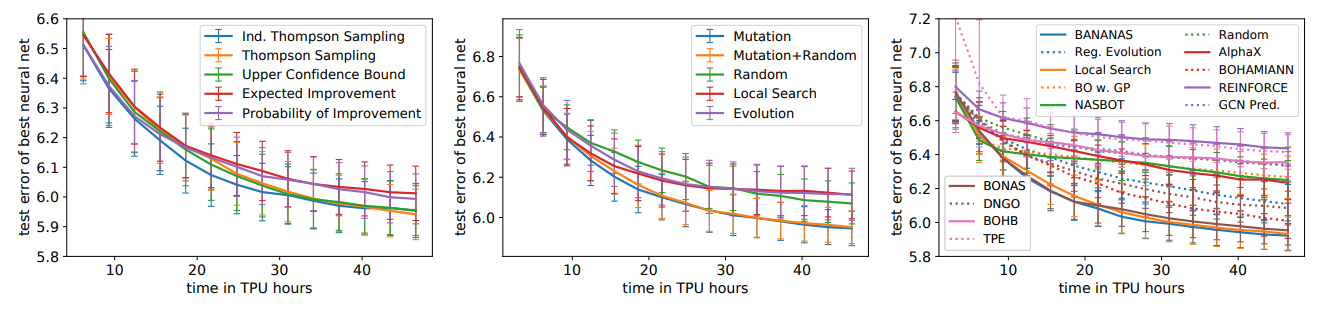 test error of best neural net
6.6
6.5
6.4
6.3
6.2
6.1
6.0
5.9
5.8
10
20
30
40
time in TPU hours
Ind. Thompson Sampling
Thompson Sampling
Upper Confidence Bound
Expected Improvement
Probability of Improvement
test error of best neural net
6.8
6.6
6.4
6.2
6.0
10
20
30
40
time in TPU hours
Mutation
Mutation+Random
Random
Local Search
Evolution
test error of best neural net
7.2
7.0
6.8
6.6
6.4
6.2
6.0
5.8
10
20
30
40
time in TPU hours
BANANAS
Reg. Evolution
Local Search
BO w. GP
NASBOT
Random
AlphaX
BOHAMIANN
REINFORCE
GCN Pred.
BONAS
DNGO
BOHB
TPE